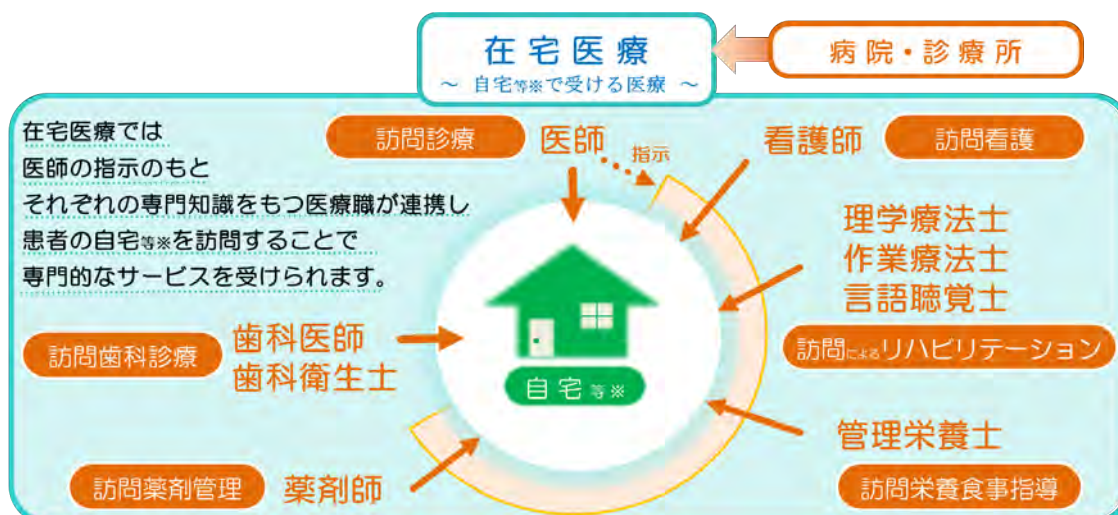 在宅医療
～ 自宅等※で受ける医療 ～
病院・診療所
在宅医療では
医師の指示のもと
それぞれの専門知識をもつ医療職が連携し
患者の自宅等※を訪問することで
専門的なサービスを受けられます。
訪問診療
医師
指示
看護師
訪問看護
理学療法士
作業療法士
言語聴覚士
訪問によるリハビリテーション
歯科医師
歯科衛生士
訪問歯科診療
自宅等※
管理栄養士
訪問栄養食事指導
訪問薬剤管理
薬剤師